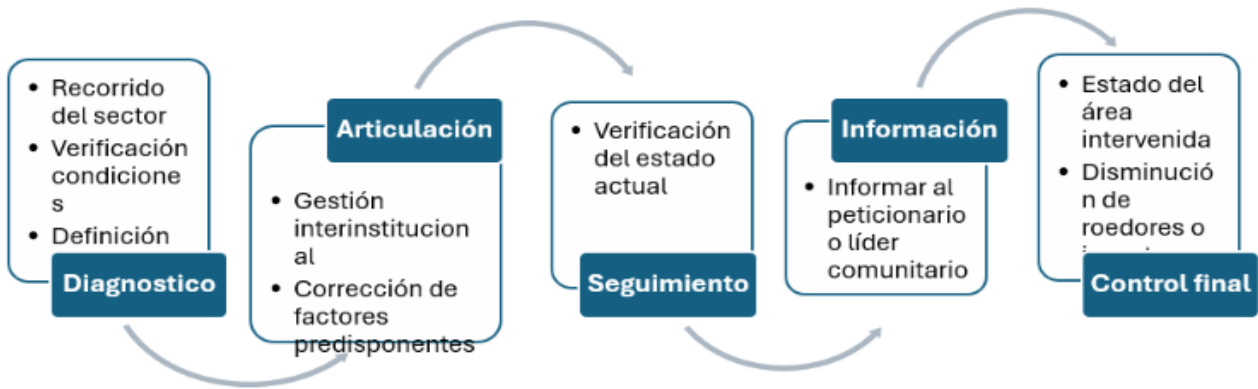 • Recorrido
del sector
• Verificación
condicione
s
• Definición
Diagnostico
Articulación
• Gestión
interinstitucion
al
• Corrección de
factores
predisponentes
• Verificación
del estado
actual
Seguimiento
Información
• Informar al
peticionario
o líder
comunitario
• Estado del
área
intervenida
• Disminució
n de
roedores o
Control final